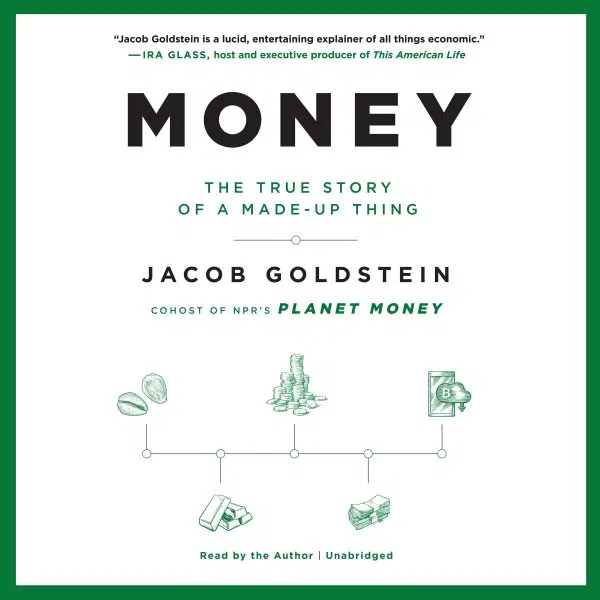 “Jacob Goldstein is a lucid, entertaining explainer of all things economic.”
—IRA GLASS, host and executive producer of This American Life
MONEY
THE TRUE STORY
OF A MADE-UP THING
JACOB GOLDSTEIN
COHOST OF NPR'S PLANET MONEY
B
Read by the Author | Unabridged